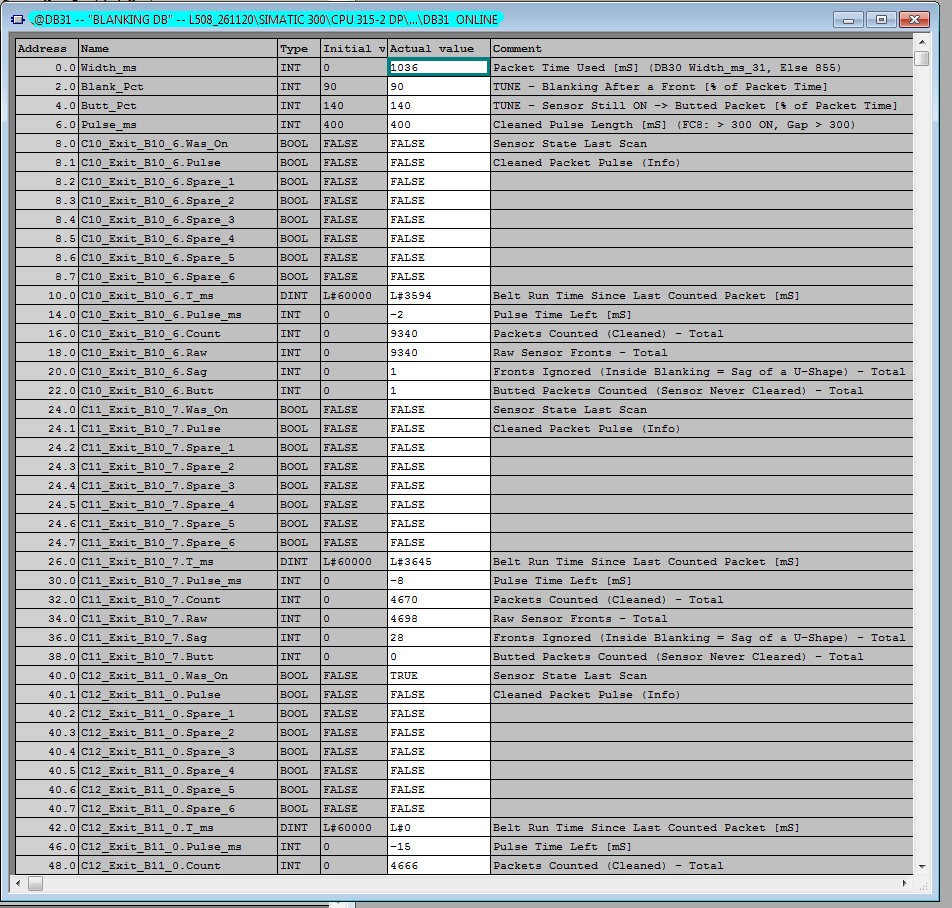 @DB31 -- "BLANKING DB" -- L508_261120\SIMATIC 300\CPU 315-2 DP\...\DB31 ONLINE
Address Name Type Initial v Actual value Comment
0.0 Width_ms INT 0 1036 Packet Time Used [mS] (DB30 Width_ms_31, Else 855)
2.0 Blank_Pct INT 90 90 TUNE - Blanking After a Front [% of Packet Time]
4.0 Butt_Pct INT 140 140 TUNE - Sensor Still ON -> Butted Packet [% of Packet Time]
6.0 Pulse_ms INT 400 400 Cleaned Pulse Length [mS] (FC8: > 300 ON, Gap > 300)
8.0 C10_Exit_B10_6.Was_On BOOL FALSE FALSE Sensor State Last Scan
8.1 C10_Exit_B10_6.Pulse BOOL FALSE FALSE Cleaned Packet Pulse (Info)
8.2 C10_Exit_B10_6.Spare_1 BOOL FALSE FALSE
8.3 C10_Exit_B10_6.Spare_2 BOOL FALSE FALSE
8.4 C10_Exit_B10_6.Spare_3 BOOL FALSE FALSE
8.5 C10_Exit_B10_6.Spare_4 BOOL FALSE FALSE
8.6 C10_Exit_B10_6.Spare_5 BOOL FALSE FALSE
8.7 C10_Exit_B10_6.Spare_6 BOOL FALSE FALSE
10.0 C10_Exit_B10_6.T_ms DINT L#60000 L#3594 Belt Run Time Since Last Counted Packet [mS]
14.0 C10_Exit_B10_6.Pulse_ms INT 0 -2 Pulse Time Left [mS]
16.0 C10_Exit_B10_6.Count INT 0 9340 Packets Counted (Cleaned) - Total
18.0 C10_Exit_B10_6.Raw INT 0 9340 Raw Sensor Fronts - Total
20.0 C10_Exit_B10_6.Sag INT 0 1 Fronts Ignored (Inside Blanking = Sag of a U-Shape) - Total
22.0 C10_Exit_B10_6.Butt INT 0 1 Butted Packets Counted (Sensor Never Cleared) - Total
24.0 C11_Exit_B10_7.Was_On BOOL FALSE FALSE Sensor State Last Scan
24.1 C11_Exit_B10_7.Pulse BOOL FALSE FALSE Cleaned Packet Pulse (Info)
24.2 C11_Exit_B10_7.Spare_1 BOOL FALSE FALSE
24.3 C11_Exit_B10_7.Spare_2 BOOL FALSE FALSE
24.4 C11_Exit_B10_7.Spare_3 BOOL FALSE FALSE
24.5 C11_Exit_B10_7.Spare_4 BOOL FALSE FALSE
24.6 C11_Exit_B10_7.Spare_5 BOOL FALSE FALSE
24.7 C11_Exit_B10_7.Spare_6 BOOL FALSE FALSE
26.0 C11_Exit_B10_7.T_ms DINT L#60000 L#3645 Belt Run Time Since Last Counted Packet [mS]
30.0 C11_Exit_B10_7.Pulse_ms INT 0 -8 Pulse Time Left [mS]
32.0 C11_Exit_B10_7.Count INT 0 4670 Packets Counted (Cleaned) - Total
34.0 C11_Exit_B10_7.Raw INT 0 4698 Raw Sensor Fronts - Total
36.0 C11_Exit_B10_7.Sag INT 0 28 Fronts Ignored (Inside Blanking = Sag of a U-Shape) - Total
38.0 C11_Exit_B10_7.Butt INT 0 0 Butted Packets Counted (Sensor Never Cleared) - Total
40.0 C12_Exit_B11_0.Was_On BOOL FALSE TRUE Sensor State Last Scan
40.1 C12_Exit_B11_0.Pulse BOOL FALSE FALSE Cleaned Packet Pulse (Info)
40.2 C12_Exit_B11_0.Spare_1 BOOL FALSE FALSE
40.3 C12_Exit_B11_0.Spare_2 BOOL FALSE FALSE
40.4 C12_Exit_B11_0.Spare_3 BOOL FALSE FALSE
40.5 C12_Exit_B11_0.Spare_4 BOOL FALSE FALSE
40.6 C12_Exit_B11_0.Spare_5 BOOL FALSE FALSE
40.7 C12_Exit_B11_0.Spare_6 BOOL FALSE FALSE
42.0 C12_Exit_B11_0.T_ms DINT L#60000 L#0 Belt Run Time Since Last Counted Packet [mS]
46.0 C12_Exit_B11_0.Pulse_ms INT 0 -15 Pulse Time Left [mS]
48.0 C12_Exit_B11_0.Count INT 0 4666 Packets Counted (Cleaned) - Total